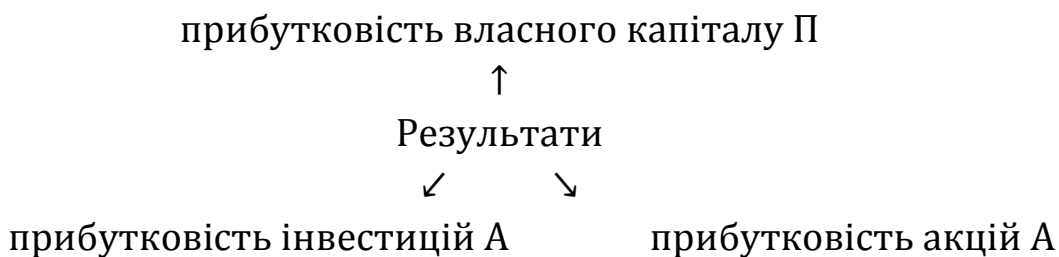 прибутковість власного капіталу П
↑
Результати
↙ ↘
прибутковість інвестицій А прибутковість акцій А